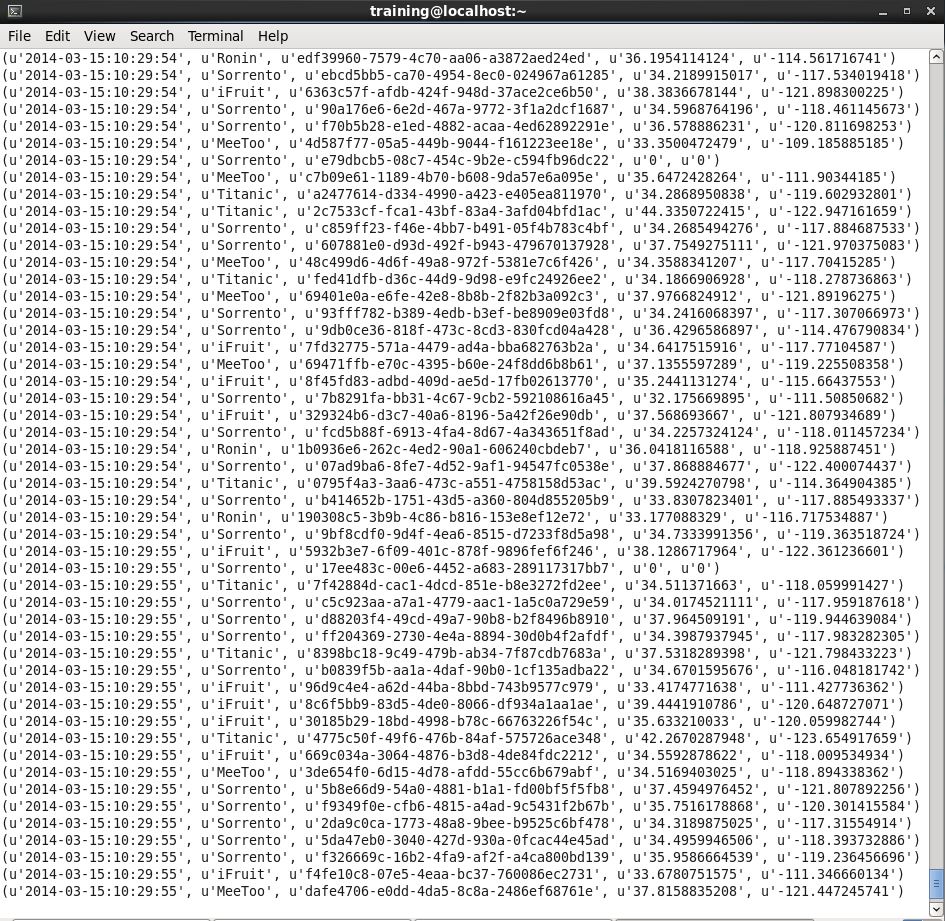 training@localhost:~
File Edit View Search Terminal Help
(u'2014-03-15:10:29:54', u'Ronin', u'edf39960-7579-4c70-aa06-a3872aed24ed', u'36.1954114124', u'-114.561716741')
(u'2014-03-15:10:29:54', u'Sorrento', u'ebcd5bb5-ca70-4954-8ec0-024967a61285', u'34.2189915017', u'-117.534019418')
(u'2014-03-15:10:29:54', u'iFruit', u'6363c57f-afdb-424f-948d-37ace2ce6b50', u'38.3836678144', u'-121.898300225')
(u'2014-03-15:10:29:54', u'Sorrento', u'90a176e6-6e2d-467a-9772-3f1a2dcf1687', u'34.5968764196', u'-118.461145673')
(u'2014-03-15:10:29:54', u'Sorrento', u'f70b5b28-e1ed-4882-acaa-4ed62892291e', u'36.578886231', u'-120.811698253')
(u'2014-03-15:10:29:54', u'MeeToo', u'4d587f77-05a5-449b-9044-f161223ee18e', u'33.3500472479', u'-109.185885185')
(u'2014-03-15:10:29:54', u'Sorrento', u'e79dbcb5-08c7-454c-9b2e-c594fb96dc22', u'0', u'0')
(u'2014-03-15:10:29:54', u'MeeToo', u'c7b09e61-1189-4b70-b608-9da57e6a095e', u'35.6472428264', u'-111.90344185')
(u'2014-03-15:10:29:54', u'Titanic', u'a2477614-d334-4990-a423-e405ea811970', u'34.2868950838', u'-119.602932801')
(u'2014-03-15:10:29:54', u'Titanic', u'2c7533cf-fca1-43bf-83a4-3afd04bfd1ac', u'44.3350722415', u'-122.947161659')
(u'2014-03-15:10:29:54', u'Sorrento', u'c859ff23-f46e-4bb7-b491-05f4b783c4bf', u'34.2685494276', u'-117.884687533')
(u'2014-03-15:10:29:54', u'Sorrento', u'607881e0-d93d-492f-b943-479670137928', u'37.7549275111', u'-121.970375083')
(u'2014-03-15:10:29:54', u'MeeToo', u'48c499d6-4d6f-49a8-972f-5381e7c6f426', u'34.3588341207', u'-117.70415285')
(u'2014-03-15:10:29:54', u'Titanic', u'fed41dfb-d36c-44d9-9d98-e9fc24926ee2', u'34.1866906928', u'-118.278736863')
(u'2014-03-15:10:29:54', u'MeeToo', u'69401e0a-e6fe-42e8-8b8b-2f82b3a092c3', u'37.9766824912', u'-121.89196275')
(u'2014-03-15:10:29:54', u'Sorrento', u'93fff782-b389-4edb-b3ef-be8909e03fd8', u'34.2416068397', u'-117.307066973')
(u'2014-03-15:10:29:54', u'Sorrento', u'9db0ce36-818f-473c-8cd3-830fcd04a428', u'36.4296586897', u'-114.476790834')
(u'2014-03-15:10:29:54', u'iFruit', u'7fd32775-571a-4479-ad4a-bba682763b2a', u'34.6417515916', u'-117.77104587')
(u'2014-03-15:10:29:54', u'MeeToo', u'69471ffb-e70c-4395-b60e-24f8dd6b8b61', u'37.1355597289', u'-119.225508358')
(u'2014-03-15:10:29:54', u'iFruit', u'8f45fd83-adbd-409d-ae5d-17fb02613770', u'35.2441131274', u'-115.66437553')
(u'2014-03-15:10:29:54', u'Sorrento', u'7b8291fa-bb31-4c67-9cb2-592108616a45', u'32.175669895', u'-111.50850682')
(u'2014-03-15:10:29:54', u'iFruit', u'329324b6-d3c7-40a6-8196-5a42f26e90db', u'37.568693667', u'-121.807934689')
(u'2014-03-15:10:29:54', u'Sorrento', u'fcd5b88f-6913-4fa4-8d67-4a343651f8ad', u'34.2257324124', u'-118.011457234')
(u'2014-03-15:10:29:54', u'Ronin', u'1b0936e6-262c-4ed2-90a1-606240cbdeb7', u'36.0418116588', u'-118.925887451')
(u'2014-03-15:10:29:54', u'Sorrento', u'07ad9ba6-8fe7-4d52-9af1-94547fc0538e', u'37.868884677', u'-122.400074437')
(u'2014-03-15:10:29:54', u'Titanic', u'0795f4a3-3aa6-473c-a551-4758158d53ac', u'39.5924270798', u'-114.364904385')
(u'2014-03-15:10:29:54', u'Sorrento', u'b414652b-1751-43d5-a360-804d855205b9', u'33.8307823401', u'-117.885493337')
(u'2014-03-15:10:29:54', u'Ronin', u'190308c5-3b9b-4c86-b816-153e8ef12e72', u'33.177088329', u'-116.717534887')
(u'2014-03-15:10:29:54', u'Sorrento', u'9bf8cdf0-9d4f-4ea6-8515-d7233f8d5a98', u'34.7333991356', u'-119.363518724')
(u'2014-03-15:10:29:55', u'iFruit', u'5932b3e7-6f09-401c-878f-9896fef6f246', u'38.1286717964', u'-122.361236601')
(u'2014-03-15:10:29:55', u'Sorrento', u'17ee483c-00e6-4452-a683-289117317bb7', u'0', u'0')
(u'2014-03-15:10:29:55', u'Titanic', u'7f42884d-cac1-4dcd-851e-b8e3272fd2ee', u'34.511371663', u'-118.059991427')
(u'2014-03-15:10:29:55', u'Sorrento', u'c5c923aa-a7a1-4779-aac1-1a5c0a729e59', u'34.0174521111', u'-117.959187618')
(u'2014-03-15:10:29:55', u'Sorrento', u'd88203f4-49cd-49a7-90b8-b2f8496b8910', u'37.964509191', u'-119.944639084')
(u'2014-03-15:10:29:55', u'Sorrento', u'ff204369-2730-4e4a-8894-30d0b4f2afdf', u'34.3987937945', u'-117.983282305')
(u'2014-03-15:10:29:55', u'Titanic', u'8398bc18-9c49-479b-ab34-7f87cdb7683a', u'37.5318289398', u'-121.798433223')
(u'2014-03-15:10:29:55', u'Sorrento', u'b0839f5b-aa1a-4daf-90b0-1cf135adba22', u'34.6701595676', u'-116.048181742')
(u'2014-03-15:10:29:55', u'iFruit', u'96d9c4e4-a62d-44ba-8bbd-743b9577c979', u'33.4174771638', u'-111.427736362')
(u'2014-03-15:10:29:55', u'iFruit', u'8c6f5bb9-83d5-4de0-8066-df934a1aa1ae', u'39.4441910786', u'-120.648727071')
(u'2014-03-15:10:29:55', u'iFruit', u'30185b29-18bd-4998-b78c-66763226f54c', u'35.633210033', u'-120.059982744')
(u'2014-03-15:10:29:55', u'Titanic', u'4775c50f-49f6-476b-84af-575726ace348', u'42.2670287948', u'-123.654917659')
(u'2014-03-15:10:29:55', u'iFruit', u'669c034a-3064-4876-b3d8-4de84fdc2212', u'34.5592878622', u'-118.009534934')
(u'2014-03-15:10:29:55', u'MeeToo', u'3de654f0-6d15-4d78-afdd-55cc6b679abf', u'34.5169403025', u'-118.894338362')
(u'2014-03-15:10:29:55', u'Sorrento', u'5b8e66d9-54a0-4881-b1a1-fd00bf5f5fb8', u'37.4594976452', u'-121.807892256')
(u'2014-03-15:10:29:55', u'Sorrento', u'f9349f0e-cfb6-4815-a4ad-9c5431f2b67b', u'35.7516178868', u'-120.301415584')
(u'2014-03-15:10:29:55', u'Sorrento', u'2da9c0ca-1773-48a8-9bee-b9525c6bf478', u'34.3189875025', u'-117.31554914')
(u'2014-03-15:10:29:55', u'Sorrento', u'5da47eb0-3040-427d-930a-0fcac44e45ad', u'34.4959946506', u'-118.393732886')
(u'2014-03-15:10:29:55', u'Sorrento', u'f326669c-16b2-4fa9-af2f-a4ca800bd139', u'35.9586664539', u'-119.236456696')
(u'2014-03-15:10:29:55', u'iFruit', u'f4fe10c8-07e5-4eaa-bc37-760086ec2731', u'33.6780751575', u'-111.346660134')
(u'2014-03-15:10:29:55', u'MeeToo', u'dafe4706-e0dd-4da5-8c8a-2486ef68761e', u'37.8158835208', u'-121.447245741')